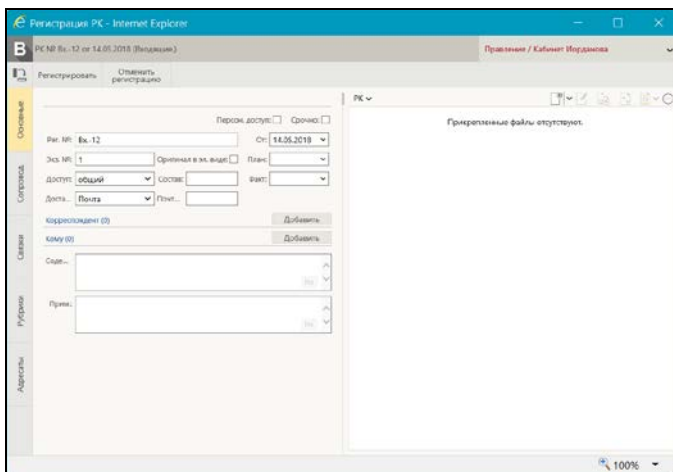 Регистрация РК - Internet Explorer
В РК № Вх.-12 от 14.05.2018 (Входящие) Правление / Кабинет Иорданова
Регистрировать Отменить регистрацию
Основные
Сопровод.
Связки
Рубрики
Адресаты
Персон. доступ: Срочно:
Рег. №: Вх.-12 От: 14.05.2018
Экз. №: 1 Оригинал в эл. виде: План:
Доступ: общий Состав: Факт:
Доста... Почта Почт...
Корреспондент (0) Добавить
Кому (0) Добавить
Соде...
Прим.:
РК
Прикрепленные файлы отсутствуют.
100%